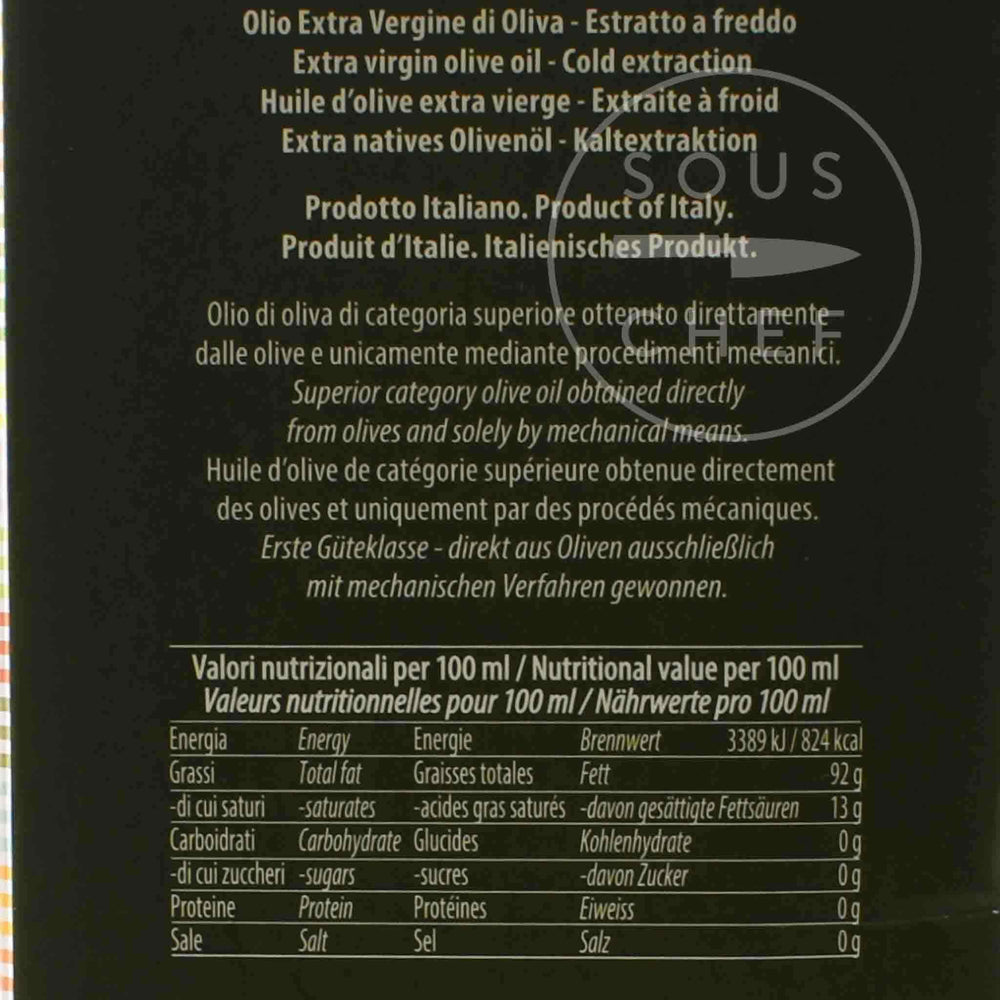 Olio Extra Vergine di Oliva - Estratto a freddo
Extra virgin olive oil - Cold extraction
Huile d'olive extra vierge - Extraite à froid
Extra natives Olivenöl - Kaltextraktion
SOUS
CHEF
Prodotto Italiano. Product of Italy.
Produit d'Italie. Italienisches Produkt.
Olio di oliva di categoria superiore ottenuto direttamente
dalle olive e unicamente mediante procedimenti meccanici.
Superior category olive oil obtained directly
from olives and solely by mechanical means.
Huile d'olive de catégorie supérieure obtenue directement
des olives et uniquement par des procédés mécaniques.
Erste Güteklasse - direkt aus Oliven ausschließlich
mit mechanischen Verfahren gewonnen.
Valori nutrizionali per 100 ml / Nutritional value per 100 ml
Valeurs nutritionnelles pour 100 ml / Nährwerte pro 100 ml
Energia Energy Energie Brennwert 3389 kJ / 824 kcal
Grassi Total fat Graisses totales Fett 92 g
-di cui saturi -saturates -acides gras saturés -davon gesättigte Fettsäuren 13 g
Carboidrati Carbohydrate Glucides Kohlenhydrate 0 g
-di cui zuccheri -sugars -sucres -davon Zucker 0 g
Proteine Protein Protéines Eiweiss 0 g
Sale Salt Sel Salz 0 g